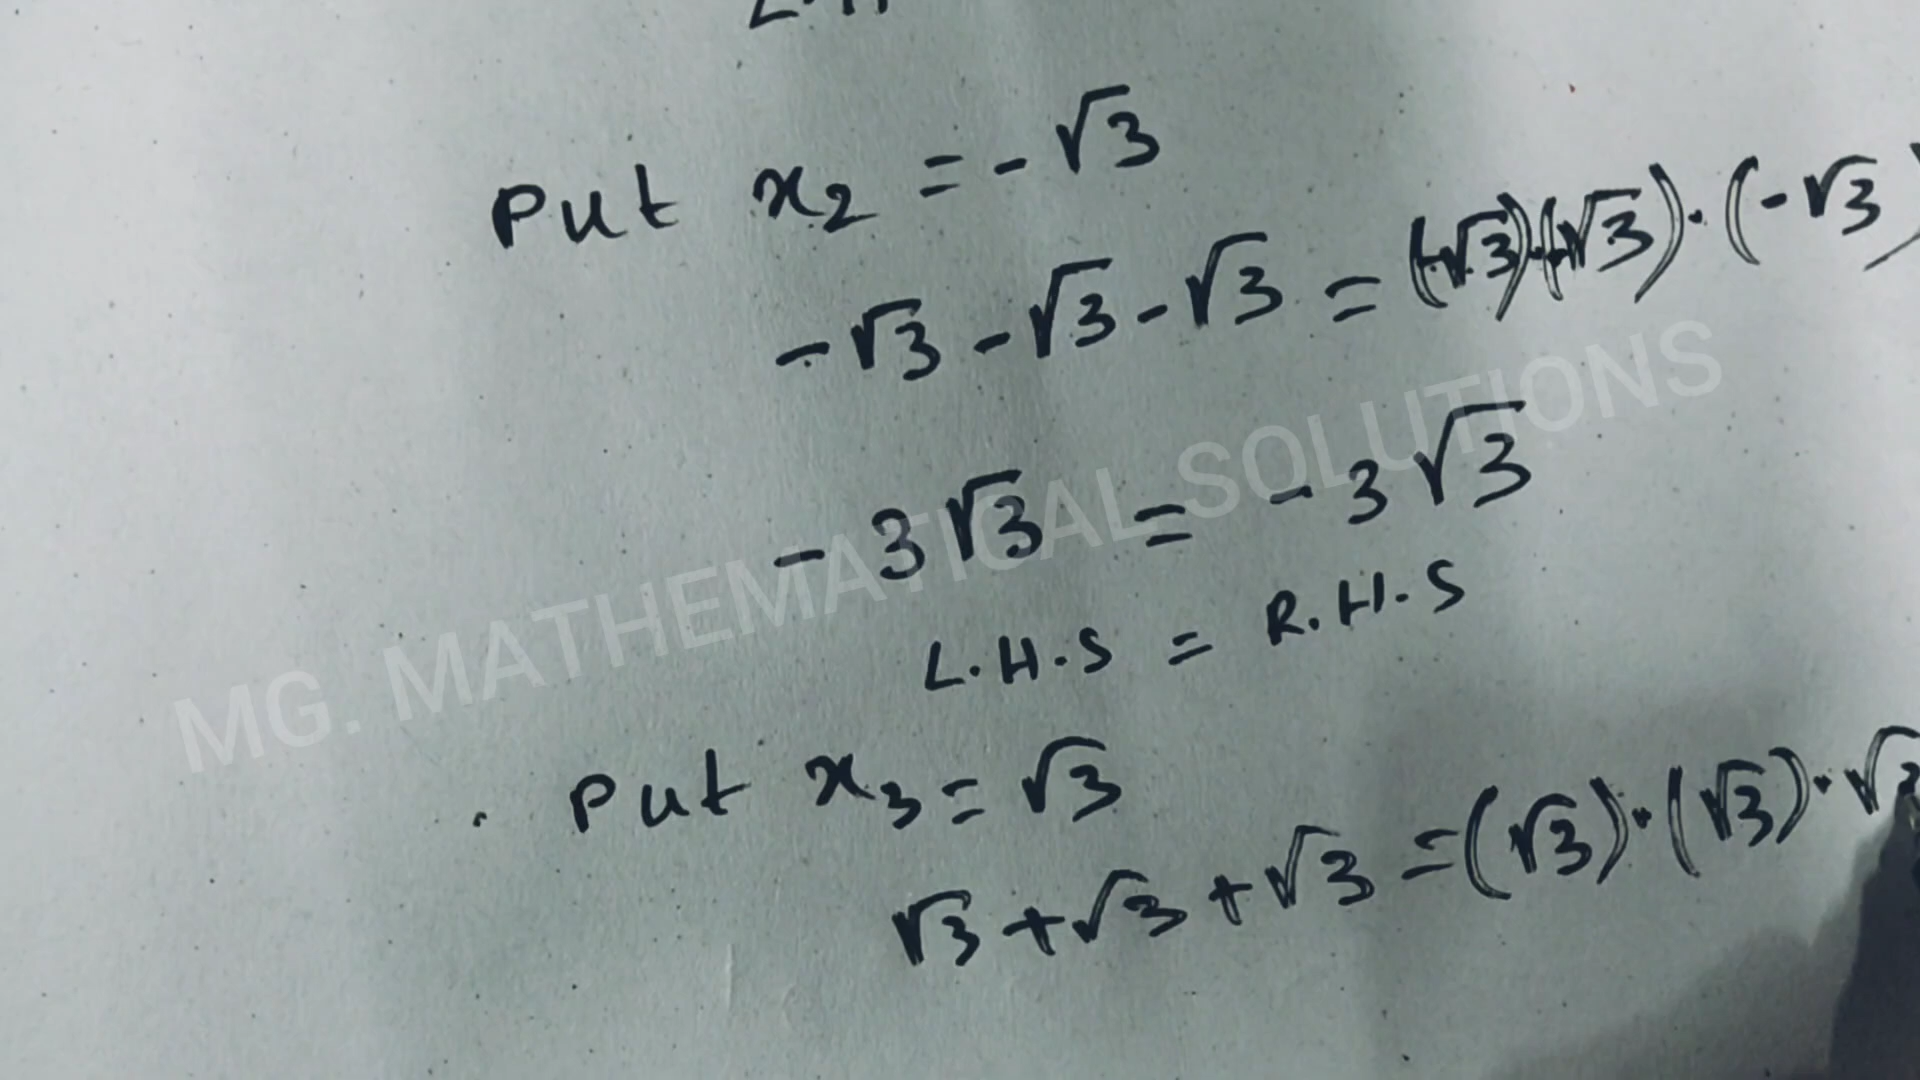 L.H
Put x₂ = - √3
- √3 - √3 - √3 = (-√3)·(-√3)·(-√3)
- 3√3 = - 3√3
L.H.S = R.H.S
. Put x₃ = √3
√3 + √3 + √3 = (√3)·(√3)·√3
MG. MATHEMATICAL SOLUTIONS